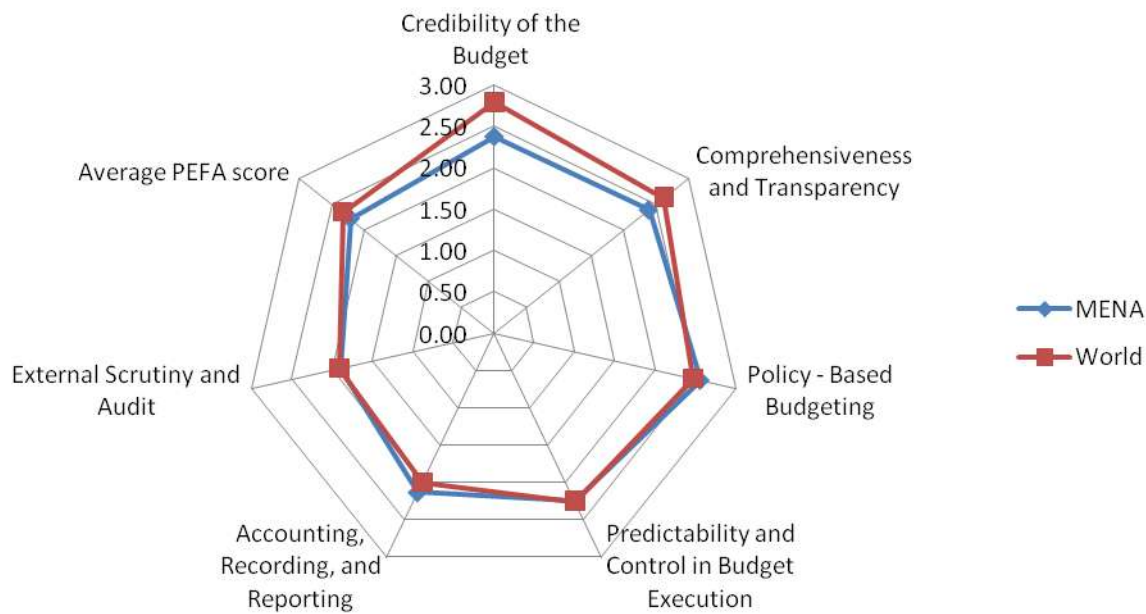 Credibility of the
Budget
3.00
2.50
2.00
1.50
1.00
0.50
0.00
Comprehensiveness
and Transparency
Policy - Based
Budgeting
Predictability and
Control in Budget
Execution
Accounting,
Recording, and
Reporting
External Scrutiny and
Audit
Average PEFA score
MENA
World